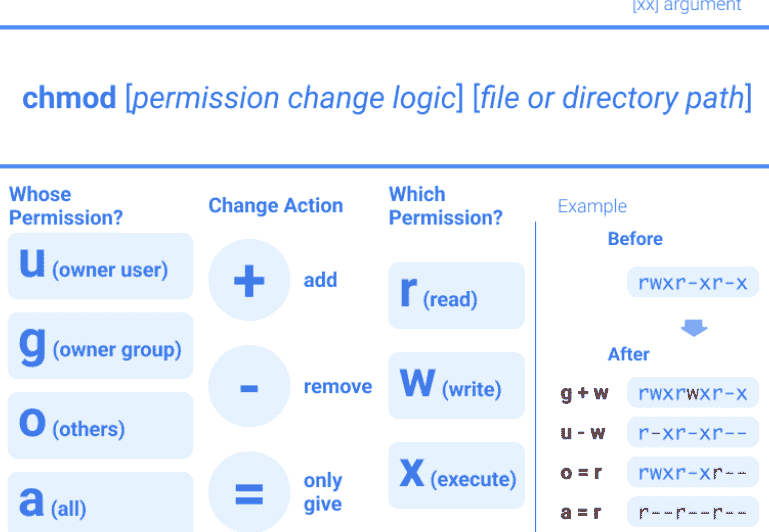 [xx] argument
chmod [permission change logic] [file or directory path]
Whose
Permission?
u (owner user)
g (owner group)
o (others)
a (all)
Change Action
+ add
- remove
= only
give
Which
Permission?
r (read)
w (write)
x (execute)
Example
Before
rwxr-xr-x
After
g + w rwxrwxr-x
u - w r-xr-xr--
o = r rwxr-xr--
a = r r--r--r--